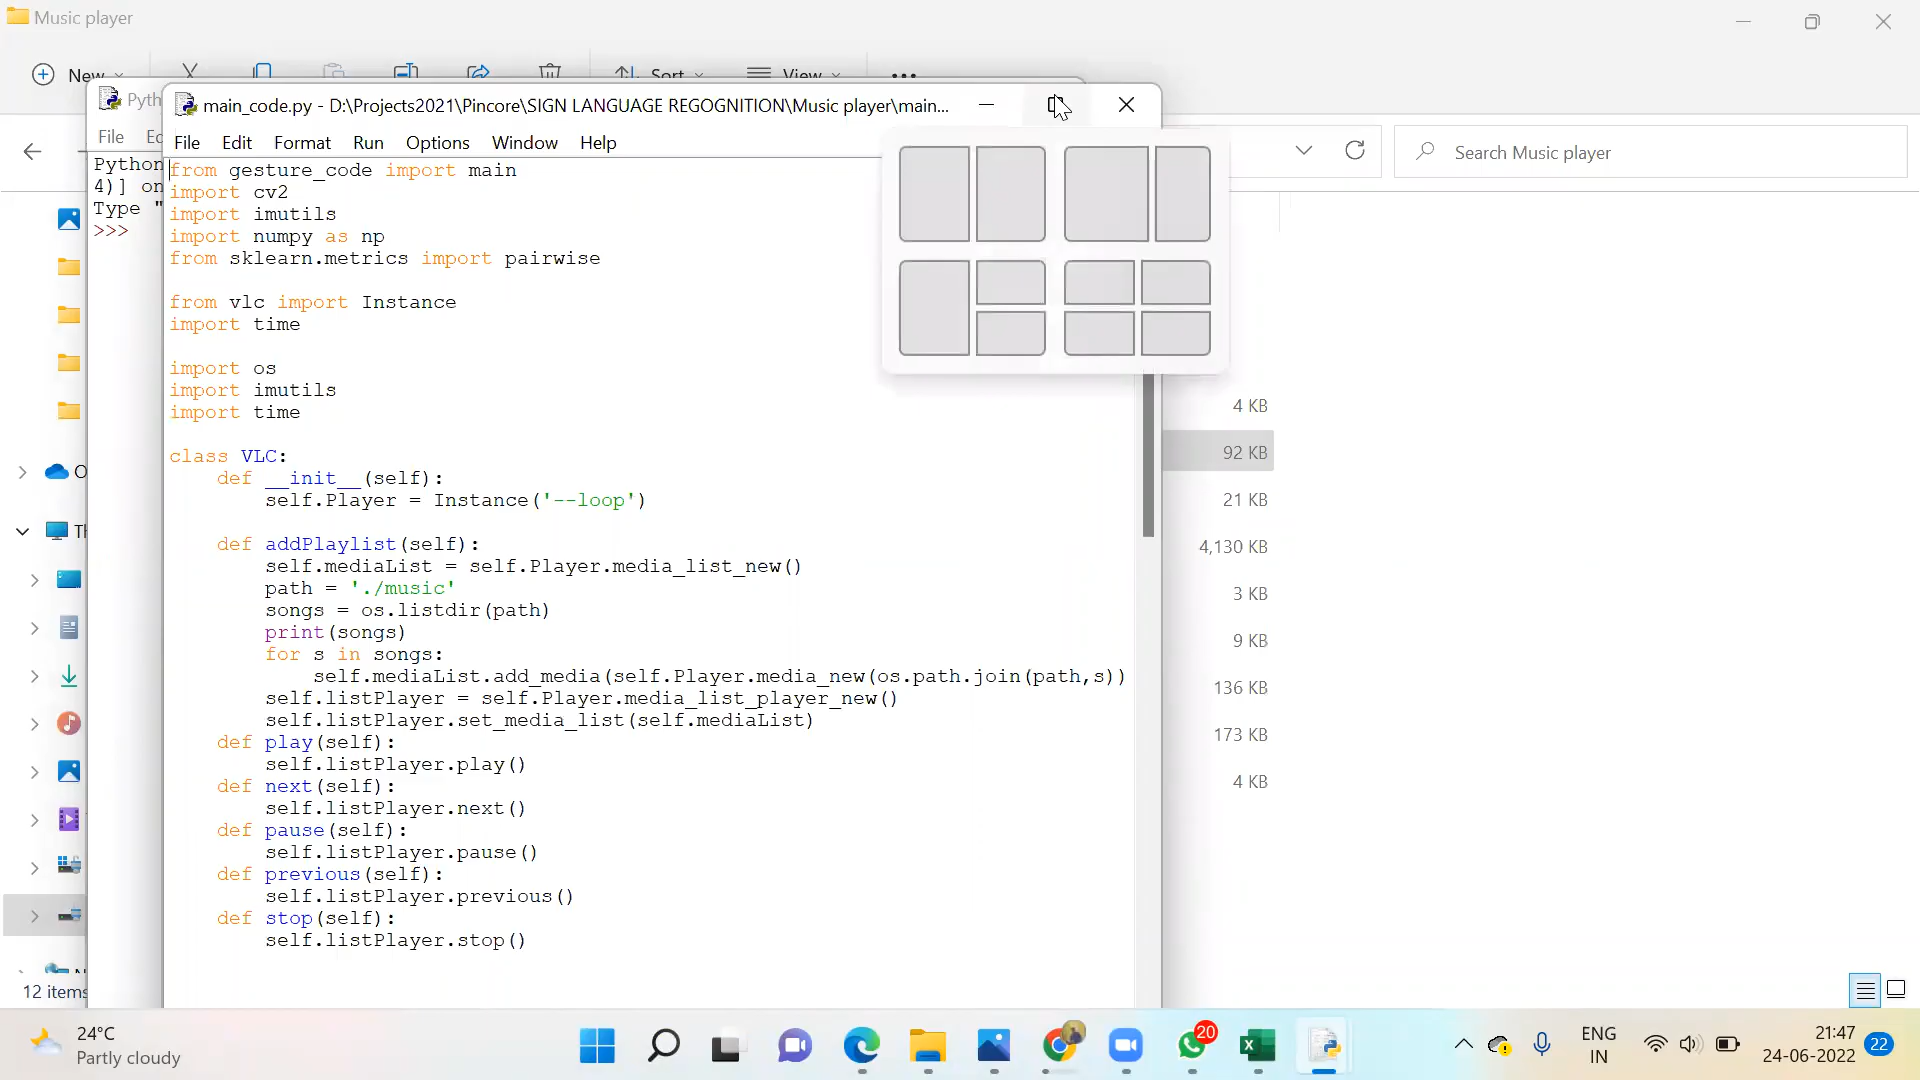 Music player
New
Sort
View
Pyth
main_code.py - D:\Projects2021\Pincore\SIGN LANGUAGE REGOGNITION\Music player\main...
File
File Edit Format Run Options Window Help
Search Music player
Python
4)] on
Type "
>>>
from gesture_code import main
import cv2
import imutils
import numpy as np
from sklearn.metrics import pairwise
from vlc import Instance
import time
import os
import imutils
import time
class VLC:
def __init__(self):
self.Player = Instance('--loop')
def addPlaylist(self):
self.mediaList = self.Player.media_list_new()
path = './music'
songs = os.listdir(path)
print(songs)
for s in songs:
self.mediaList.add_media(self.Player.media_new(os.path.join(path,s))
self.listPlayer = self.Player.media_list_player_new()
self.listPlayer.set_media_list(self.mediaList)
def play(self):
self.listPlayer.play()
def next(self):
self.listPlayer.next()
def pause(self):
self.listPlayer.pause()
def previous(self):
self.listPlayer.previous()
def stop(self):
self.listPlayer.stop()
4 KB
92 KB
21 KB
4,130 KB
3 KB
9 KB
136 KB
173 KB
4 KB
12 items
24°C
Partly cloudy
20
ENG
IN
21:47
24-06-2022
22